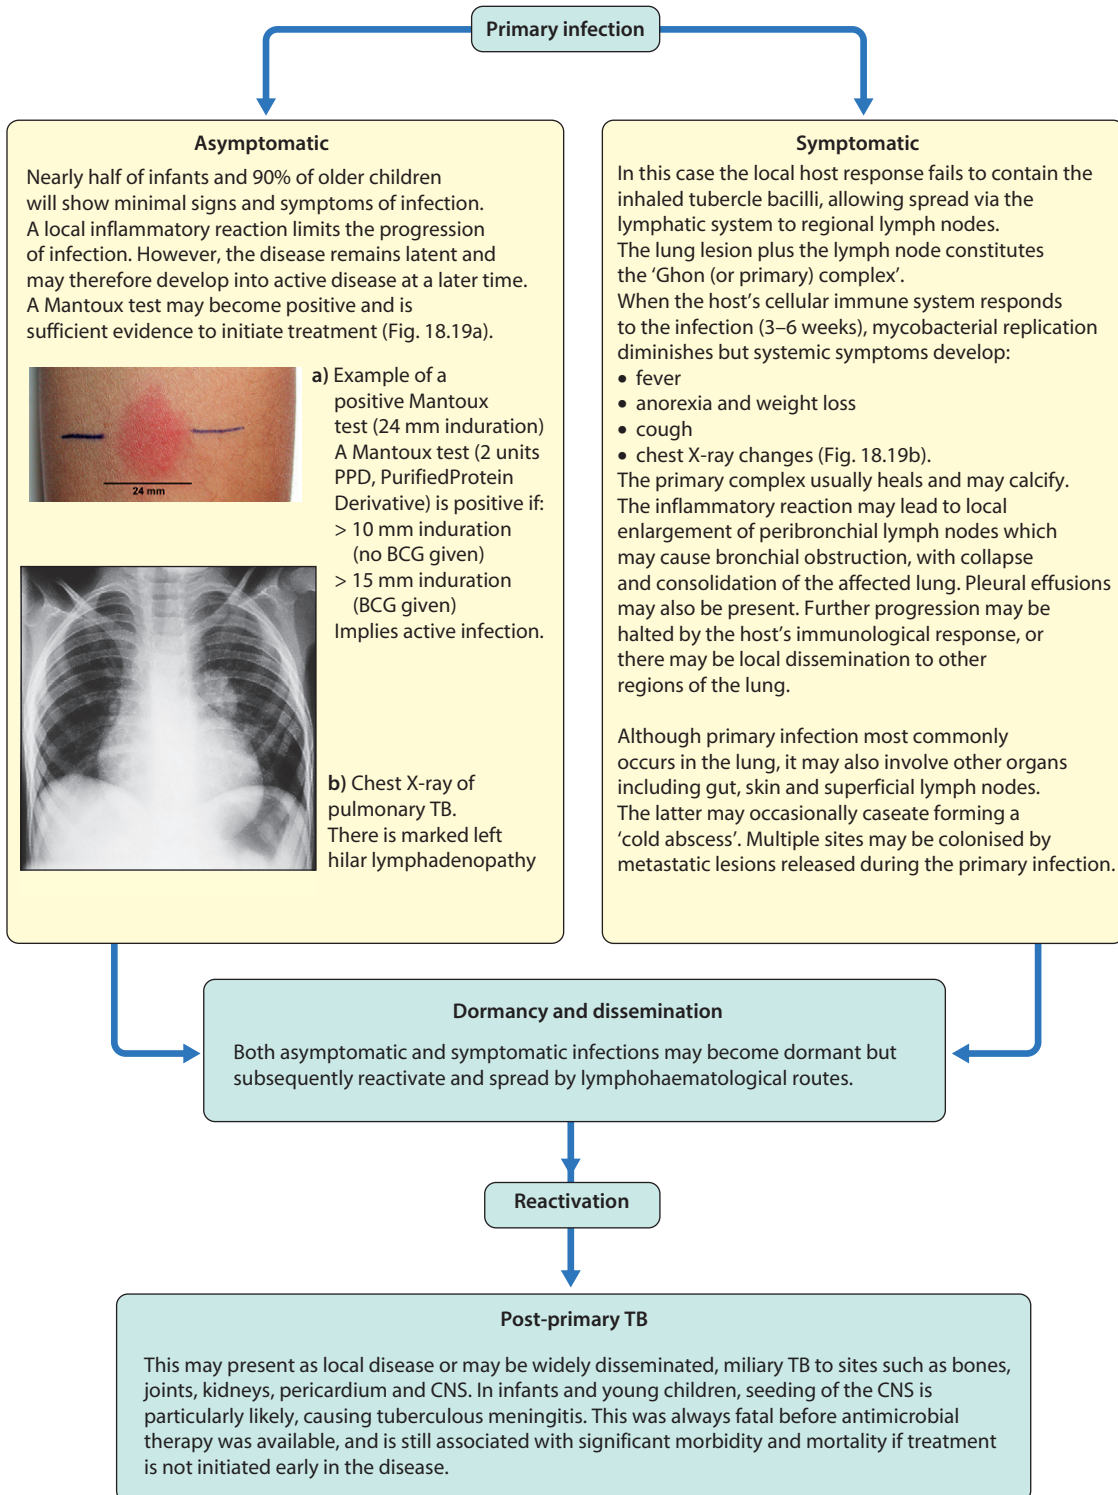 Primary infection
Asymptomatic
Nearly half of infants and 90% of older children
will show minimal signs and symptoms of infection.
A local inflammatory reaction limits the progression
of infection. However, the disease remains latent and
may therefore develop into active disease at a later time.
A Mantoux test may become positive and is
sufficient evidence to initiate treatment (Fig. 18.19a).
24 mm
a) Example of a
positive Mantoux
test (24 mm induration)
A Mantoux test (2 units
PPD, PurifiedProtein
Derivative) is positive if:
> 10 mm induration
(no BCG given)
> 15 mm induration
(BCG given)
Implies active infection.
b) Chest X-ray of
pulmonary TB.
There is marked left
hilar lymphadenopathy
Symptomatic
In this case the local host response fails to contain the
inhaled tubercle bacilli, allowing spread via the
lymphatic system to regional lymph nodes.
The lung lesion plus the lymph node constitutes
the ‘Ghon (or primary) complex’.
When the host’s cellular immune system responds
to the infection (3–6 weeks), mycobacterial replication
diminishes but systemic symptoms develop:
• fever
• anorexia and weight loss
• cough
• chest X-ray changes (Fig. 18.19b).
The primary complex usually heals and may calcify.
The inflammatory reaction may lead to local
enlargement of peribronchial lymph nodes which
may cause bronchial obstruction, with collapse
and consolidation of the affected lung. Pleural effusions
may also be present. Further progression may be
halted by the host’s immunological response, or
there may be local dissemination to other
regions of the lung.
Although primary infection most commonly
occurs in the lung, it may also involve other organs
including gut, skin and superficial lymph nodes.
The latter may occasionally caseate forming a
‘cold abscess’. Multiple sites may be colonised by
metastatic lesions released during the primary infection.
Dormancy and dissemination
Both asymptomatic and symptomatic infections may become dormant but
subsequently reactivate and spread by lymphohaematological routes.
Reactivation
Post-primary TB
This may present as local disease or may be widely disseminated, miliary TB to sites such as bones,
joints, kidneys, pericardium and CNS. In infants and young children, seeding of the CNS is
particularly likely, causing tuberculous meningitis. This was always fatal before antimicrobial
therapy was available, and is still associated with significant morbidity and mortality if treatment
is not initiated early in the disease.